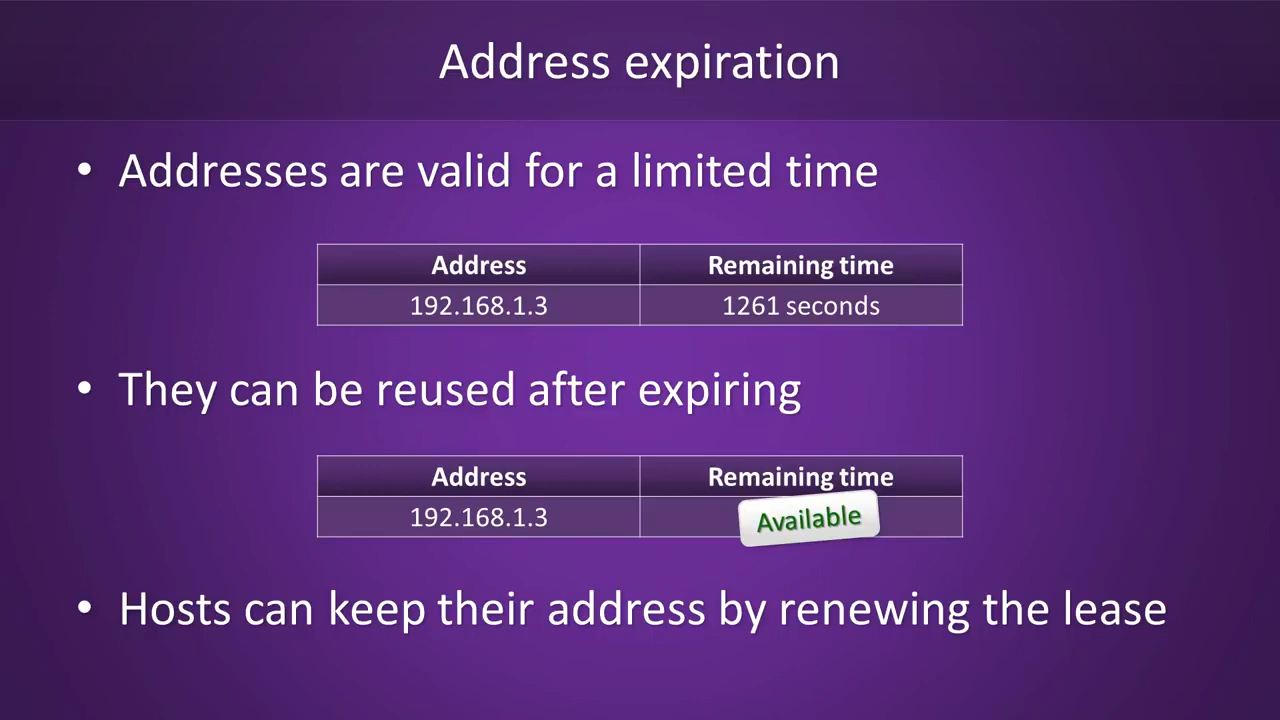 Address expiration
• Addresses are valid for a limited time
Address Remaining time
192.168.1.3 1261 seconds
• They can be reused after expiring
Address Remaining time
192.168.1.3 Available
• Hosts can keep their address by renewing the lease